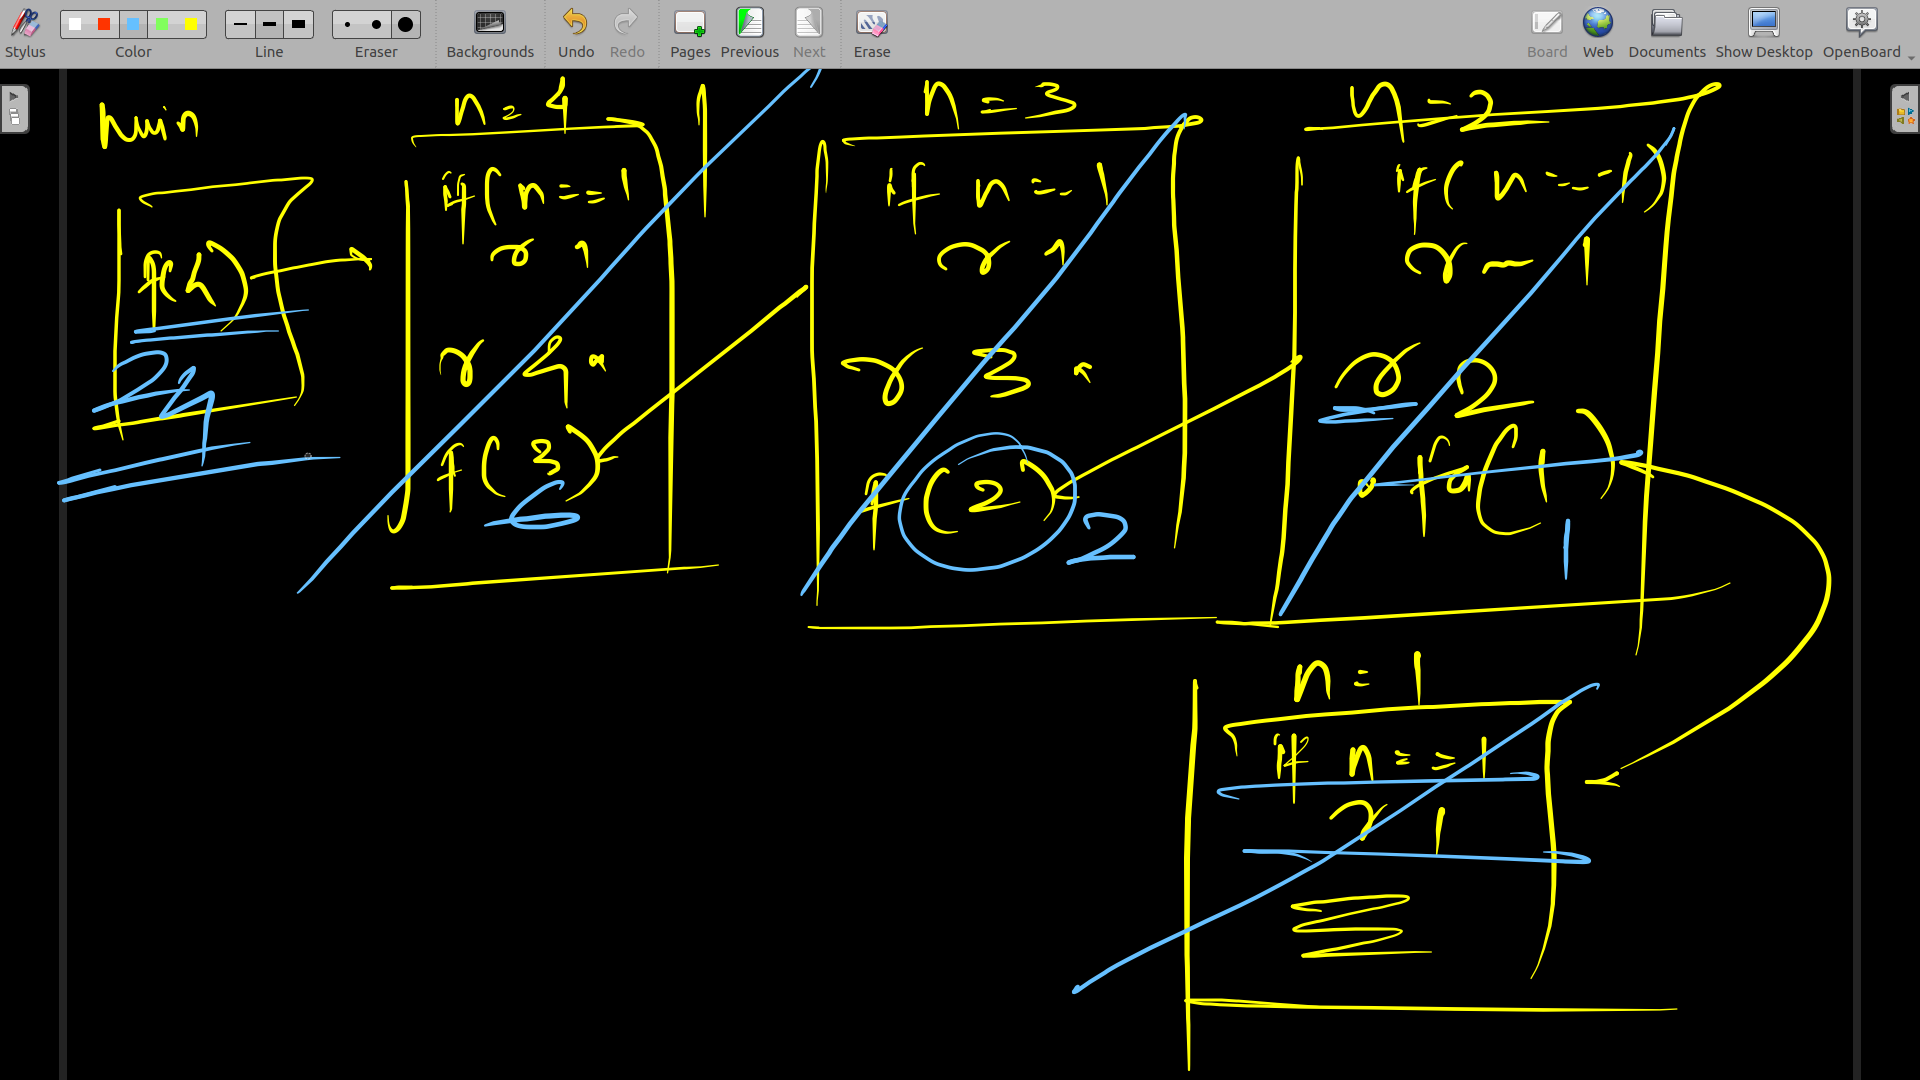 Stylus Color Line Eraser Backgrounds Undo Redo Pages Previous Next Erase Board Web Documents Show Desktop OpenBoard
main
f(4)
24
n = 4
if( n == 1
r 1
r 4 *
f( 3 )
6
n = 3
if n == 1
r 1
r 3 *
f ( 2 )
2
n = 2
if( n == 1 )
r 1
r 2
* fa( 1 )
1
n = 1
if n == 1
r 1